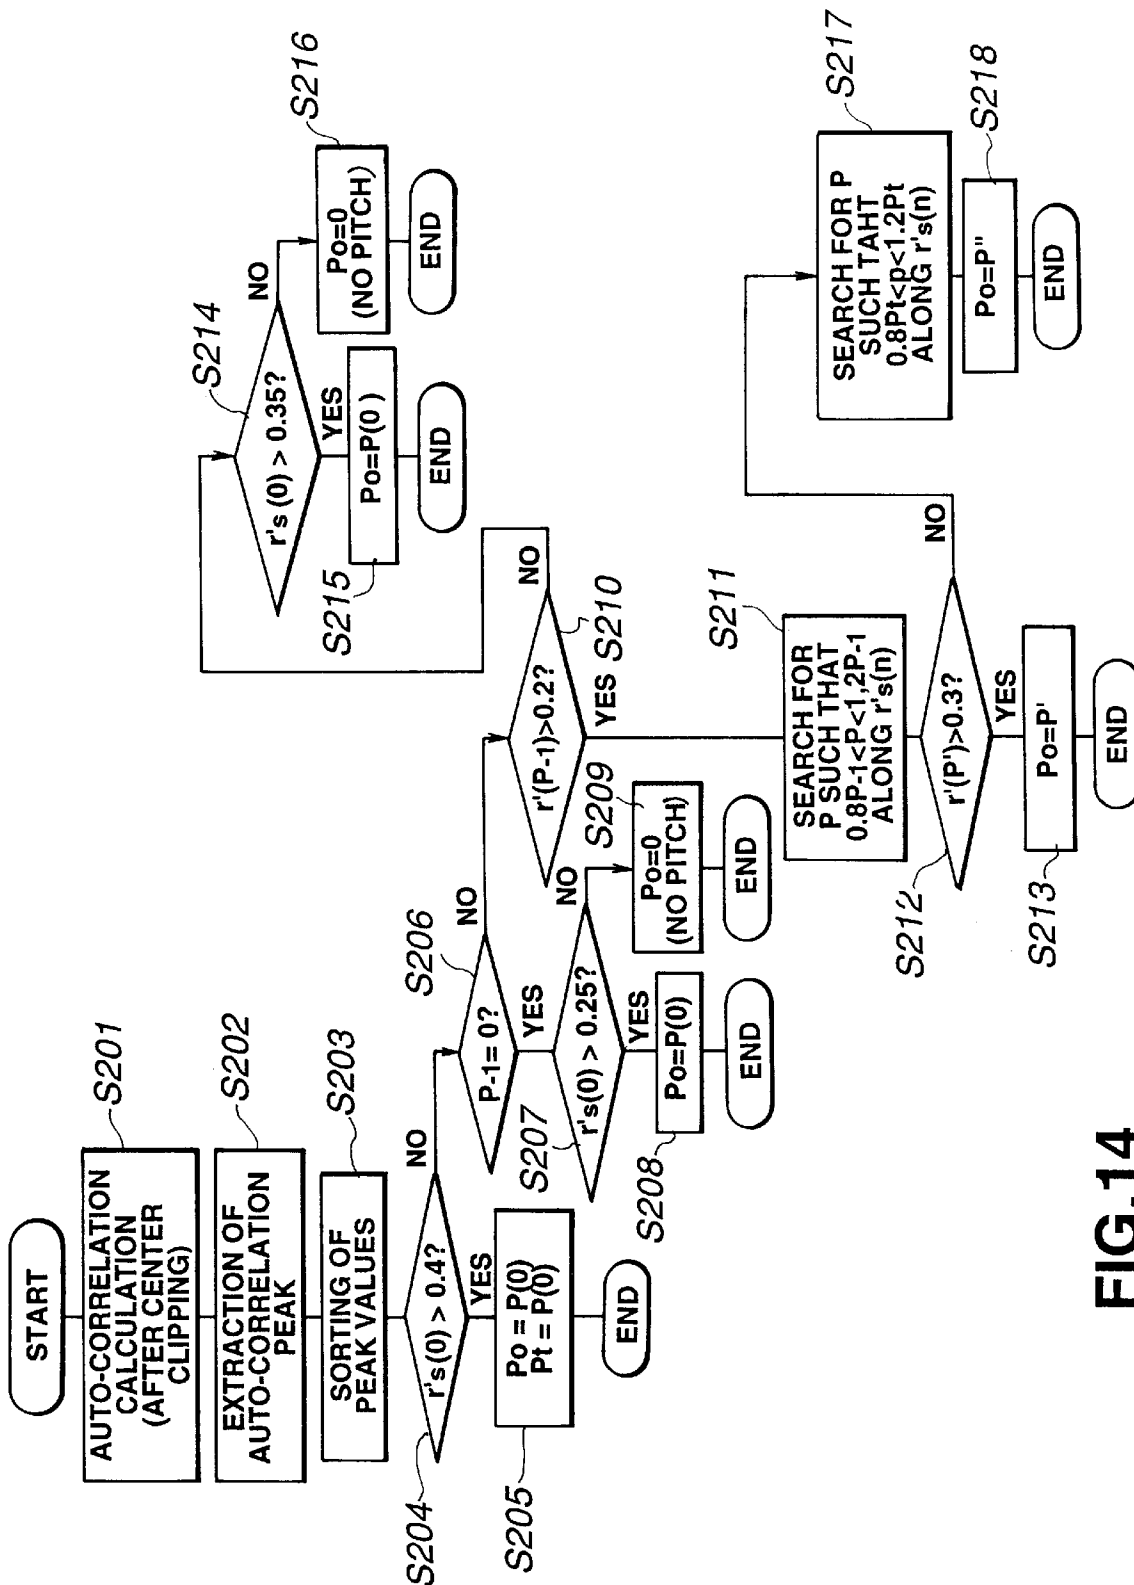 START
AUTO-CORRELATION
CALCULATION
(AFTER CENTER
CLIPPING)
S201
EXTRACTION OF
AUTO-CORRELATION
PEAK
S202
SORTING OF
PEAK VALUES
S203
r's(0) > 0.4?
S204
NO
YES
Po = P(0)
Pt = P(0)
S205
END
P-1= 0?
S206
NO
YES
r's(0) > 0.25?
S207
NO
YES
Po=P(0)
S208
END
Po=0
(NO PITCH)
S209
END
r'(P-1)>0.2?
S210
NO
YES
SEARCH FOR
P SUCH THAT
0.8P-1<P<1,2P-1
ALONG r's(n)
S211
r'(P')>0.3?
S212
NO
YES
Po=P'
S213
END
r's (0) > 0.35?
S214
NO
YES
Po=P(0 )
S215
END
Po=0
(NO PITCH)
S216
END
SEARCH FOR P
SUCH TAHT
0.8Pt<p<1.2Pt
ALONG r's(n)
S217
Po=P"
S218
END
FIG.14